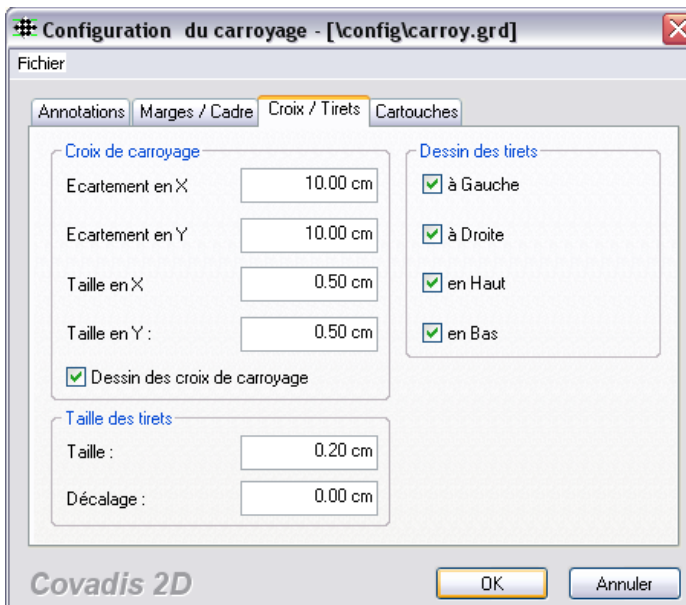 Configuration du carroyage - [\config\carroy.grd]
Fichier
Annotations Marges / Cadre Croix / Tirets Cartouches
Croix de carroyage
Ecartement en X 10.00 cm
Ecartement en Y 10.00 cm
Taille en X 0.50 cm
Taille en Y : 0.50 cm
Dessin des croix de carroyage
Taille des tirets
Taille : 0.20 cm
Décalage : 0.00 cm
Dessin des tirets
à Gauche
à Droite
en Haut
en Bas
Covadis 2D
OK Annuler